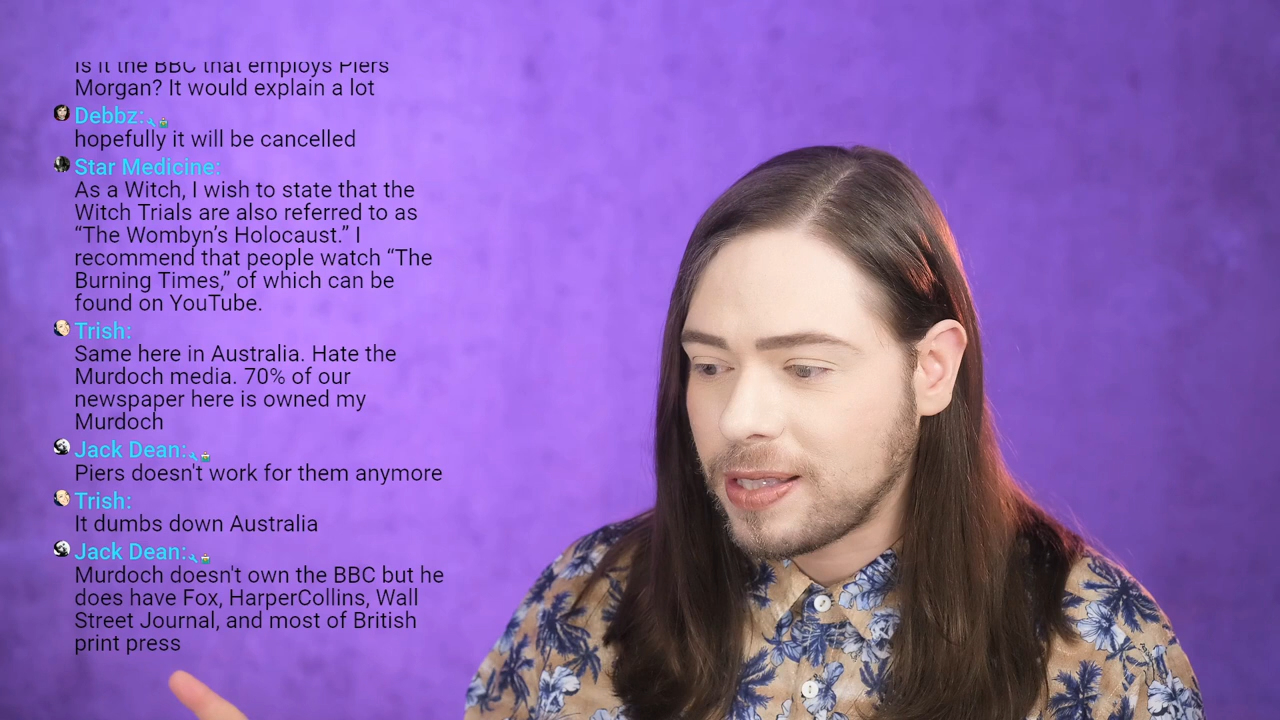 Is it the BBC that employs Piers
Morgan? It would explain a lot
Debbz:
hopefully it will be cancelled
Star Medicine:
As a Witch, I wish to state that the
Witch Trials are also referred to as
“The Wombyn’s Holocaust.” I
recommend that people watch “The
Burning Times,” of which can be
found on YouTube.
Trish:
Same here in Australia. Hate the
Murdoch media. 70% of our
newspaper here is owned my
Murdoch
Jack Dean:
Piers doesn't work for them anymore
Trish:
It dumbs down Australia
Jack Dean:
Murdoch doesn't own the BBC but he
does have Fox, HarperCollins, Wall
Street Journal, and most of British
print press